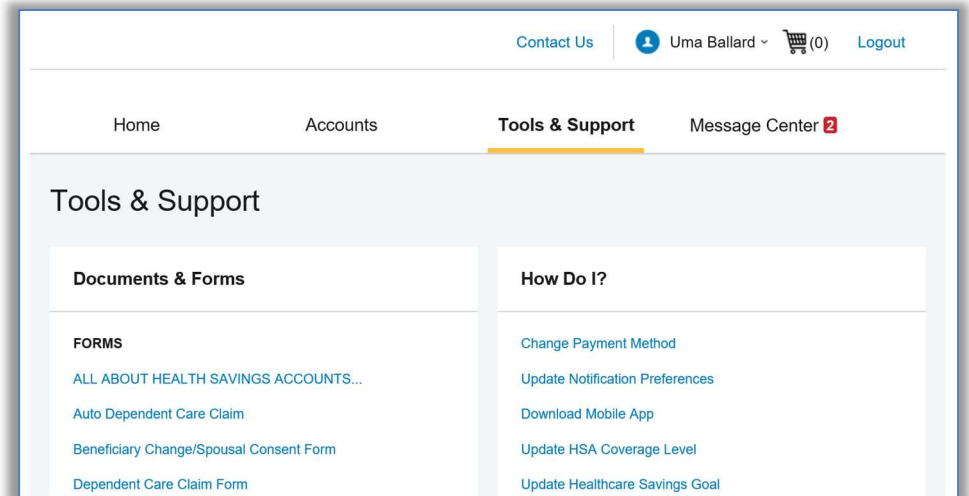 Contact Us Uma Ballard (0) Logout
Home Accounts Tools & Support Message Center 2
Tools & Support
Documents & Forms
FORMS
ALL ABOUT HEALTH SAVINGS ACCOUNTS...
Auto Dependent Care Claim
Beneficiary Change/Spousal Consent Form
Dependent Care Claim Form
How Do I?
Change Payment Method
Update Notification Preferences
Download Mobile App
Update HSA Coverage Level
Update Healthcare Savings Goal